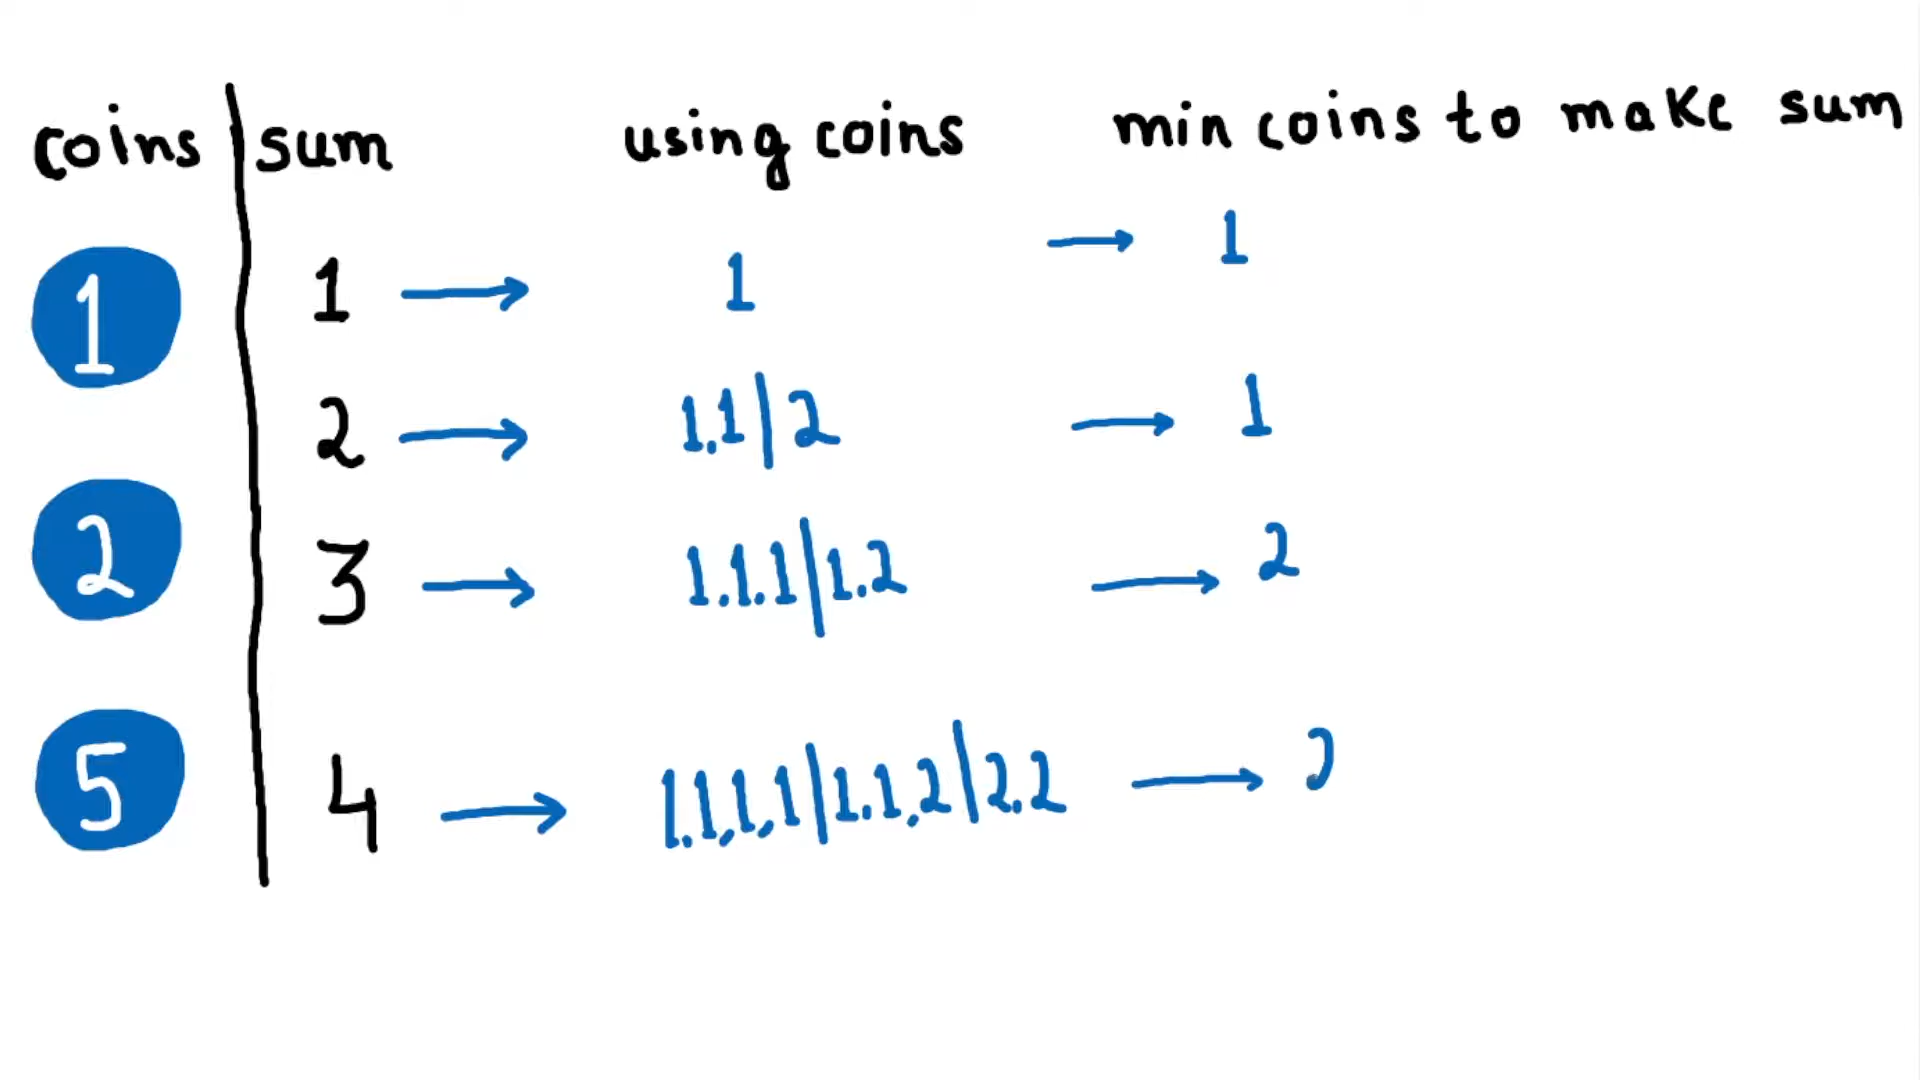 coins sum using coins min coins to make sum
1 1 → 1 → 1
2 → 1.1|2 → 1
2 3 → 1.1.1|1.2 → 2
5 4 → 1.1,1,1|1.1,2|2.2 →